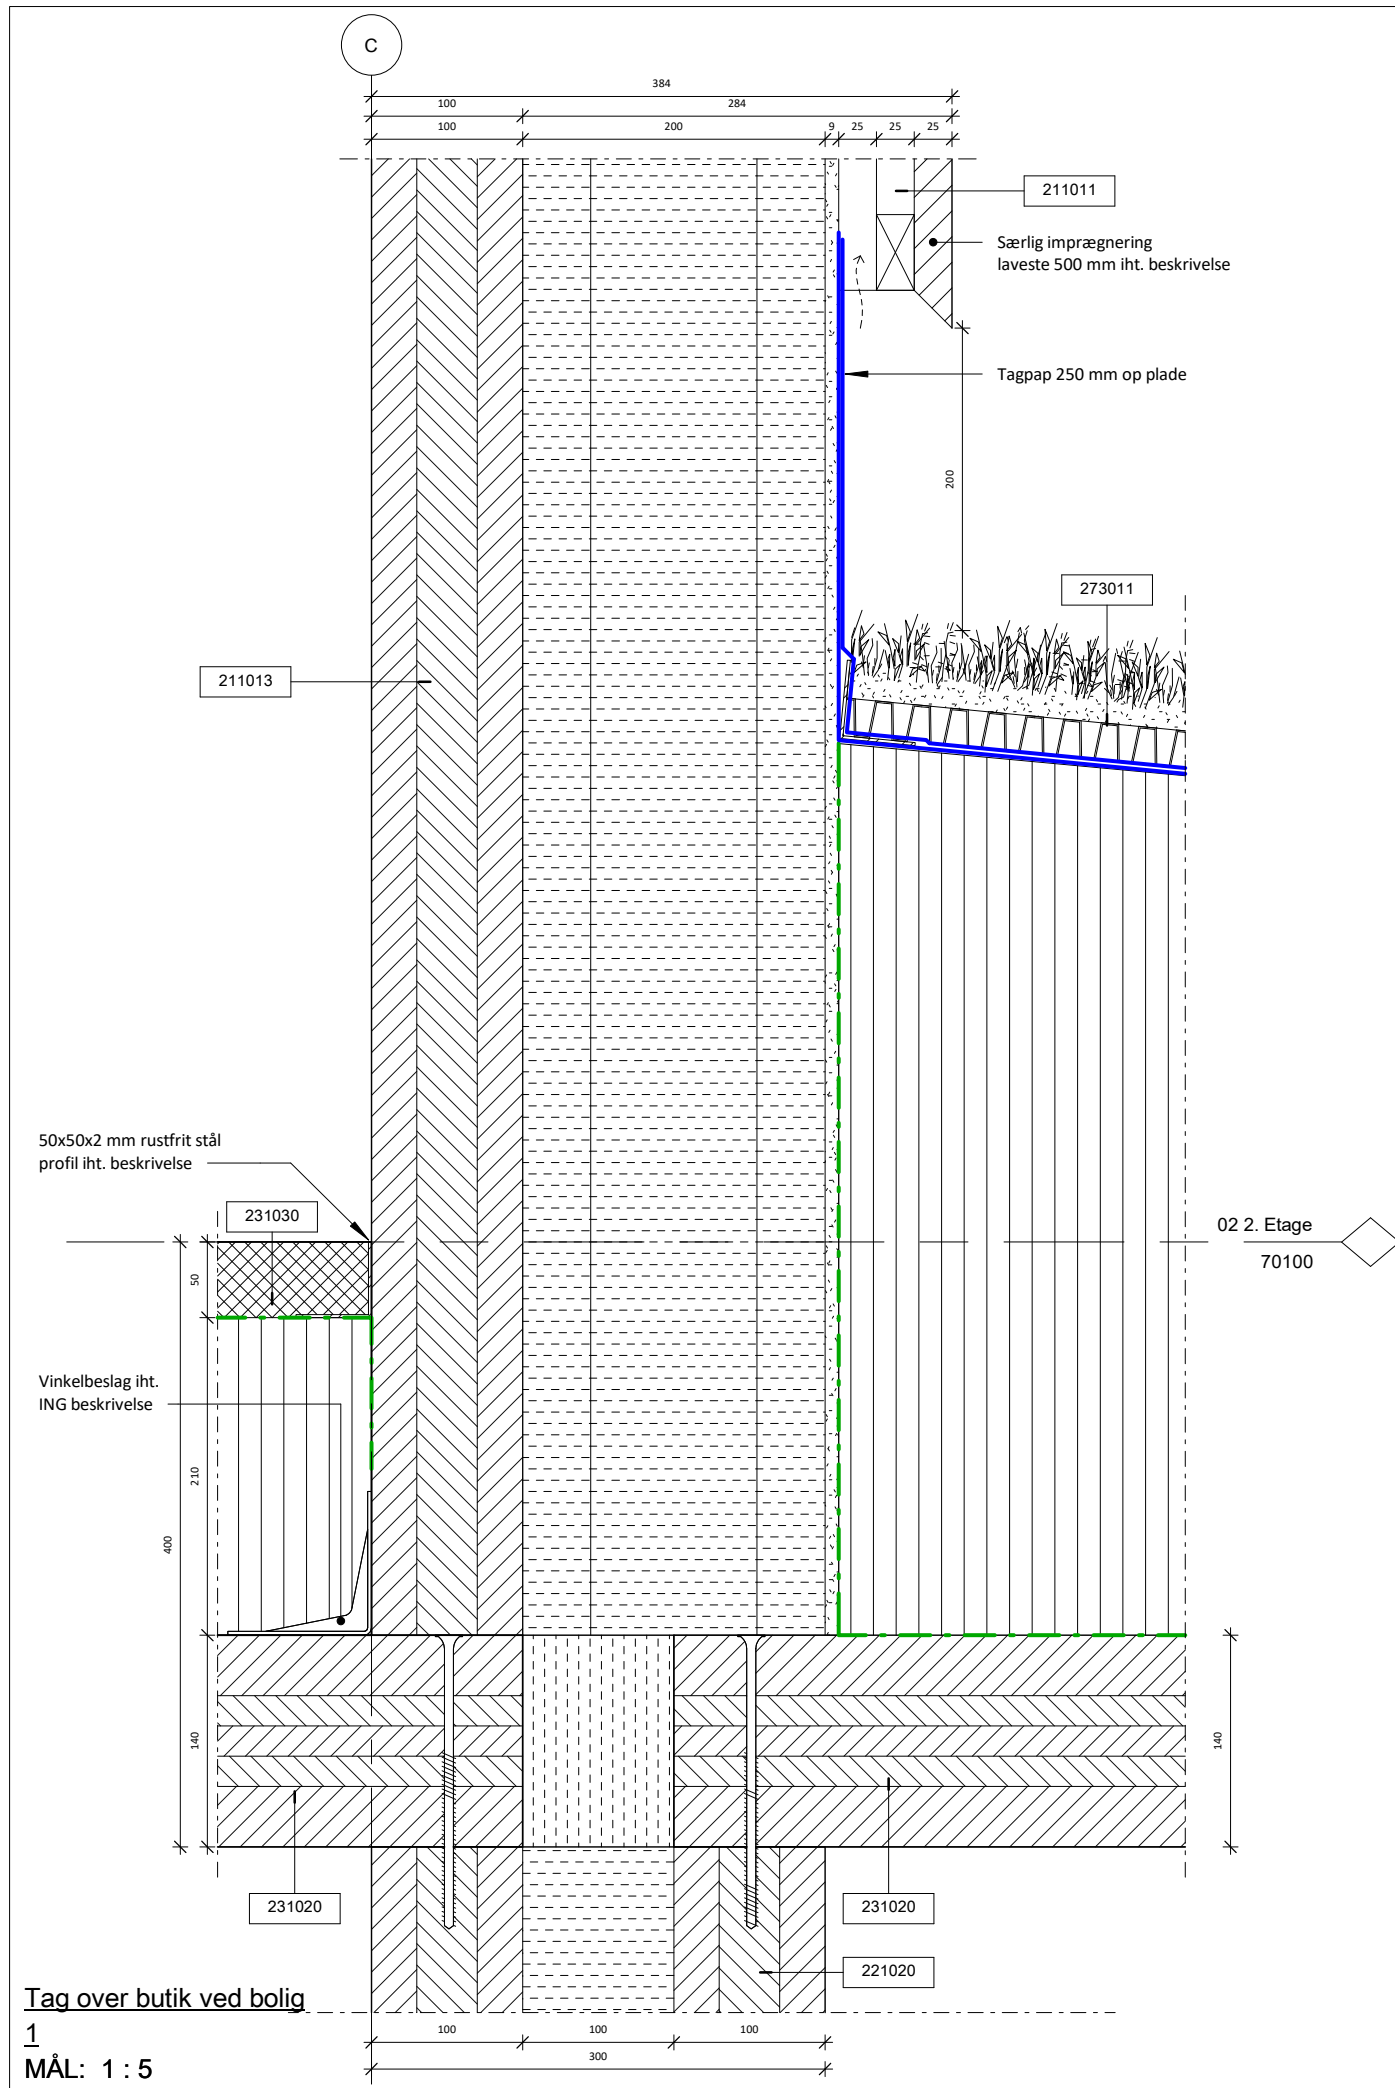 C
384
100
284
100
200
9
25
25
25
211011
Særlig imprægnering
laveste 500 mm iht. beskrivelse
Tagpap 250 mm op plade
200
273011
211013
50x50x2 mm rustfrit stål
profil iht. beskrivelse
231030
02 2. Etage
70100
50
Vinkelbeslag iht.
ING beskrivelse
210
400
140
140
231020
231020
221020
Tag over butik ved bolig
1
MÅL: 1 : 5
100
100
100
300